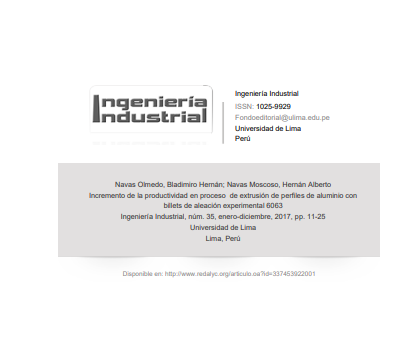 Ingeniería
Industrial
Ingeniería Industrial
ISSN: 1025-9929
Fondoeditorial@ulima.edu.pe
Universidad de Lima
Perú
Navas Olmedo, Bladimiro Hernán; Navas Moscoso, Hernán Alberto
Incremento de la productividad en proceso de extrusión de perfiles de aluminio con
billets de aleación experimental 6063
Ingeniería Industrial, núm. 35, enero-diciembre, 2017, pp. 11-25
Universidad de Lima
Lima, Perú
Disponible en: http://www.redalyc.org/articulo.oa?id=337453922001